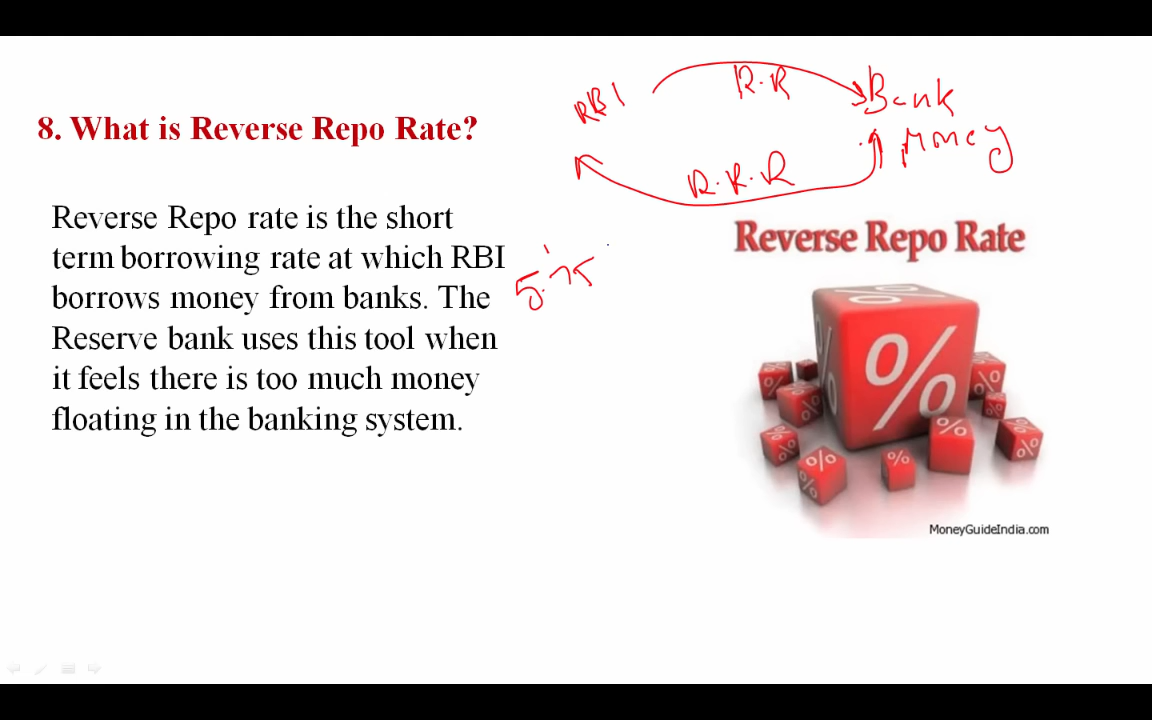 RBI
R.R
Bank
Money
R.R.R
8. What is Reverse Repo Rate?
Reverse Repo rate is the short
term borrowing rate at which RBI
borrows money from banks. The
Reserve bank uses this tool when
it feels there is too much money
floating in the banking system.
5.75
Reverse Repo Rate
%
%
%
%
%
%
%
%
%
%
%
%
%
%
MoneyGuideIndia.com